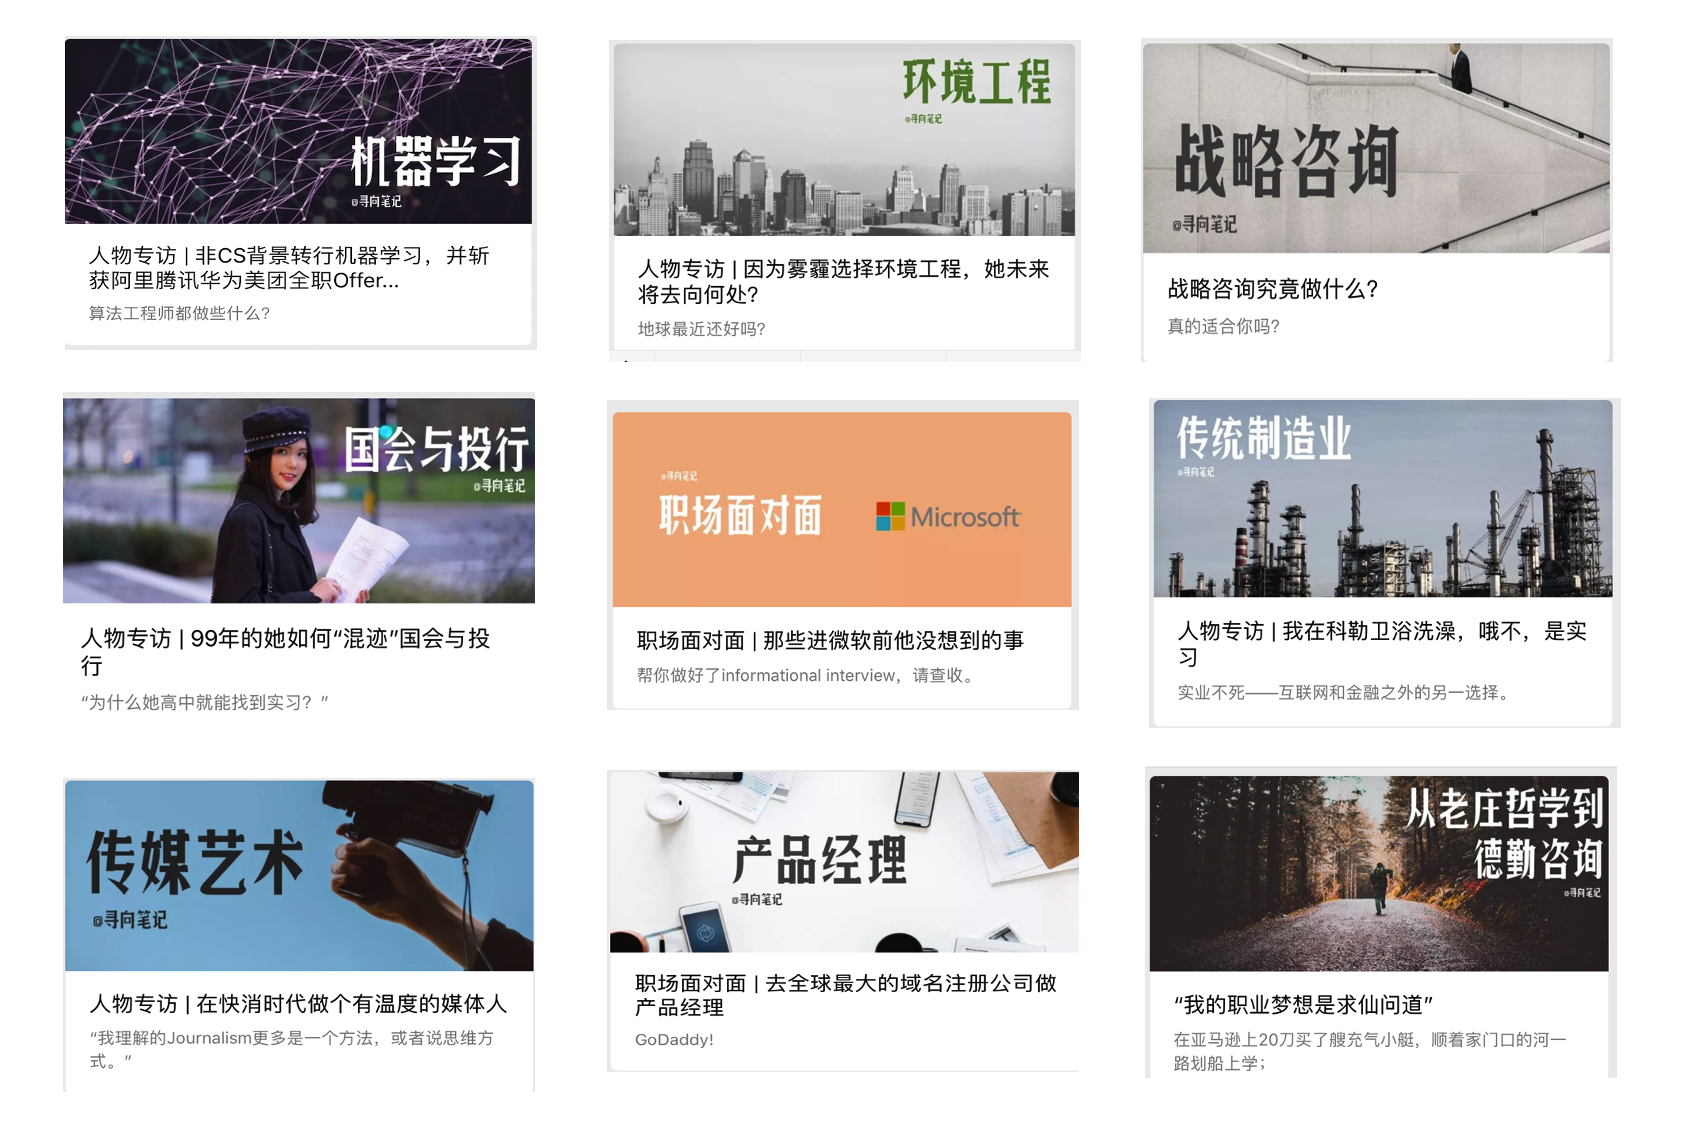 机器学习
@寻向笔记
人物专访 | 非CS背景转行机器学习，并斩
获阿里腾讯华为美团全职Offer...
算法工程师都做些什么?
环境工程
@寻向笔记
人物专访 | 因为雾霾选择环境工程，她未来
将去向何处?
地球最近还好吗?
战略咨询
@寻向笔记
战略咨询究竟做什么?
真的适合你吗?
国会与投行
@寻向笔记
人物专访 | 99年的她如何“混迹”国会与投
行
“为什么她高中就能找到实习？”
@寻向笔记
职场面对面
Microsoft
职场面对面 | 那些进微软前他没想到的事
帮你做好了informational interview，请查收。
传统制造业
@寻向笔记
人物专访 | 我在科勒卫浴洗澡，哦不，是实
习
实业不死——互联网和金融之外的另一选择。
传媒艺术
@寻向笔记
人物专访 | 在快消时代做个有温度的媒体人
“我理解的Journalism更多是一个方法，或者说思维方
式。”
产品经理
@寻向笔记
职场面对面 | 去全球最大的域名注册公司做
产品经理
GoDaddy!
从老庄哲学到
德勤咨询
@寻向笔记
“我的职业梦想是求仙问道”
在亚马逊上20刀买了艘充气小艇，顺着家门口的河一
路划船上学；